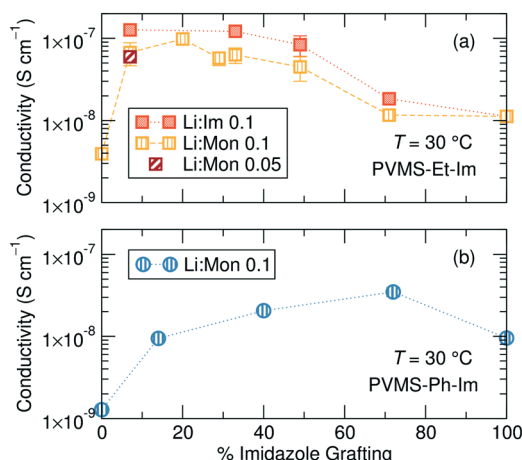 1×10⁻⁷
1×10⁻⁸
1×10⁻⁹
Conductivity (S cm⁻¹)
(a)
Li:Im 0.1
Li:Mon 0.1
Li:Mon 0.05
T = 30 °C
PVMS-Et-Im
1×10⁻⁷
1×10⁻⁸
1×10⁻⁹
Conductivity (S cm⁻¹)
(b)
Li:Mon 0.1
T = 30 °C
PVMS-Ph-Im
0 20 40 60 80 100
% Imidazole Grafting